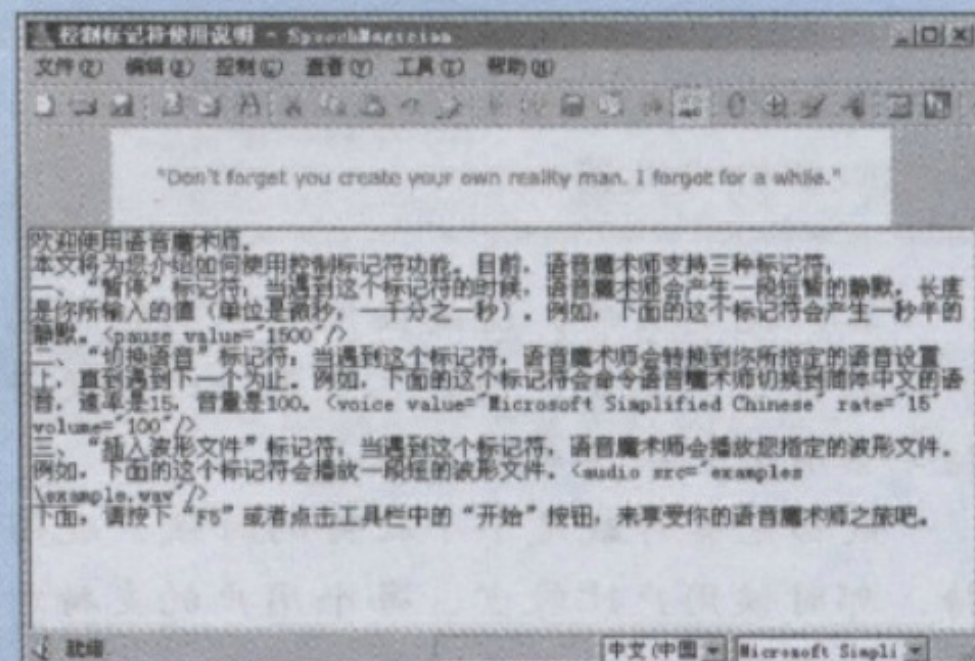 控制标记符使用说明 - SpeechMagician
文件(F) 编辑(E) 控制(C) 查看(V) 工具(T) 帮助(H)
"Don't forget you create your own reality man. I forgot for a while."
欢迎使用语音魔术师。
本文将为您介绍如何使用控制标记符功能。目前，语音魔术师支持三种标记符，
一、“暂停”标记符，当遇到这个标记符的时候，语音魔术师会产生一段短暂的静默，长度
是你所输入的值（单位是微秒，一千分之一秒）。例如，下面的这个标记符会产生一秒半的
静默。<pause value="1500"/>
二、“切换语音”标记符，当遇到这个标记符，语音魔术师会转换到你所指定的语音设置
上，直到遇到下一个为止。例如，下面的这个标记符会命令语音魔术师切换到简体中文的语
音，速率是15，音量是100。<voice value="Microsoft Simplified Chinese" rate="15"
volume="100"/>
三、“插入波形文件”标记符，当遇到这个标记符，语音魔术师会播放您指定的波形文件。
例如，下面的这个标记符会播放一段短的波形文件。<audio src="examples
\example.wav"/>
下面，请按下“F5”或者点击工具栏中的“开始”按钮，来享受你的语音魔术师之旅吧。
就绪
中文(中国
Microsoft Simpli